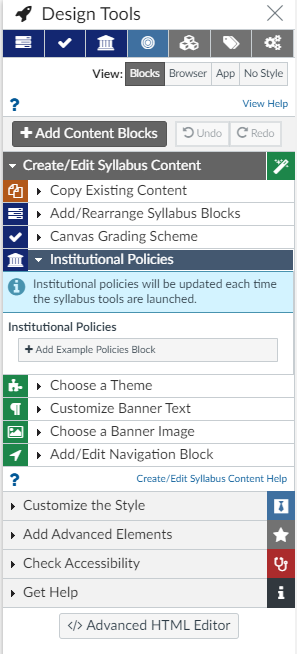 Design Tools
View: Blocks Browser App No Style
? View Help
+ Add Content Blocks Undo Redo
Create/Edit Syllabus Content
Copy Existing Content
Add/Rearrange Syllabus Blocks
Canvas Grading Scheme
Institutional Policies
Institutional policies will be updated each time
the syllabus tools are launched.
Institutional Policies
+ Add Example Policies Block
Choose a Theme
Customize Banner Text
Choose a Banner Image
Add/Edit Navigation Block
? Create/Edit Syllabus Content Help
Customize the Style
Add Advanced Elements
Check Accessibility
Get Help
</> Advanced HTML Editor